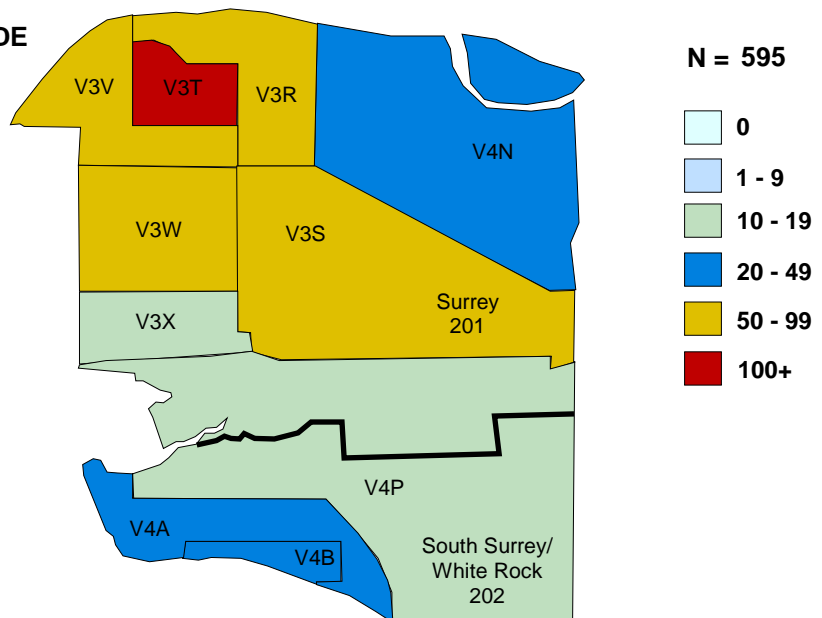 DE
N = 595
V3V
V3T
V3R
V4N
V3W
V3S
V3X
Surrey
201
V4P
V4A
V4B
South Surrey/
White Rock
202
0
1 - 9
10 - 19
20 - 49
50 - 99
100+